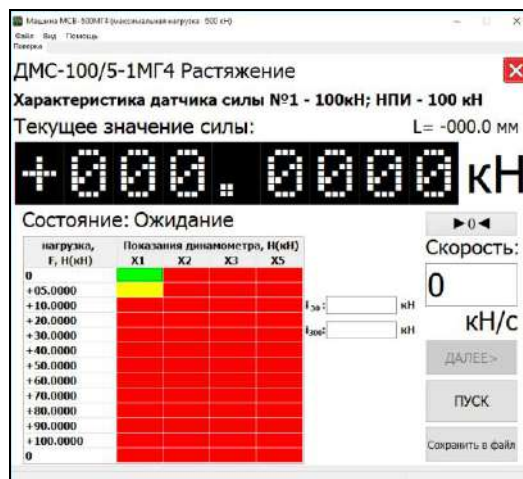 Машина МСВ-500МГ4 (максимальная нагрузка 500 кН)
Файл Вид Помощь
Поверка
ДМС-100/5-1МГ4 Растяжение
Характеристика датчика силы №1 - 100кН; НПИ - 100 кН
Текущее значение силы: L= -000.0 мм
+000.0000 кН
Состояние: Ожидание
►0◄
нагрузка, Показания динамометра, Н(кН)
F, Н(кН) X1 X2 X3 X5
Скорость:
0
+05.0000
+10.0000
+20.0000
+30.0000
+40.0000
+50.0000
+60.0000
+70.0000
+80.0000
+90.0000
+100.0000
0
i30: кН
i300: кН
0
кН/с
ДАЛЕЕ>
ПУСК
Сохранить в файл